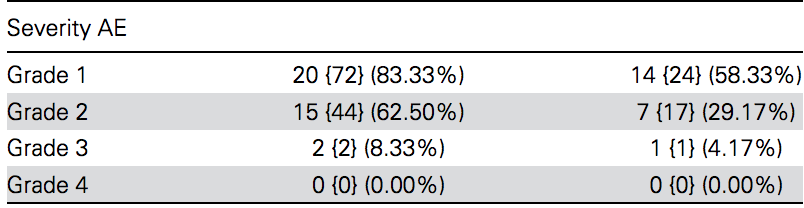 Severity AE
Grade 1 20 {72} (83.33%) 14 {24} (58.33%)
Grade 2 15 {44} (62.50%) 7 {17} (29.17%)
Grade 3 2 {2} (8.33%) 1 {1} (4.17%)
Grade 4 0 {0} (0.00%) 0 {0} (0.00%)